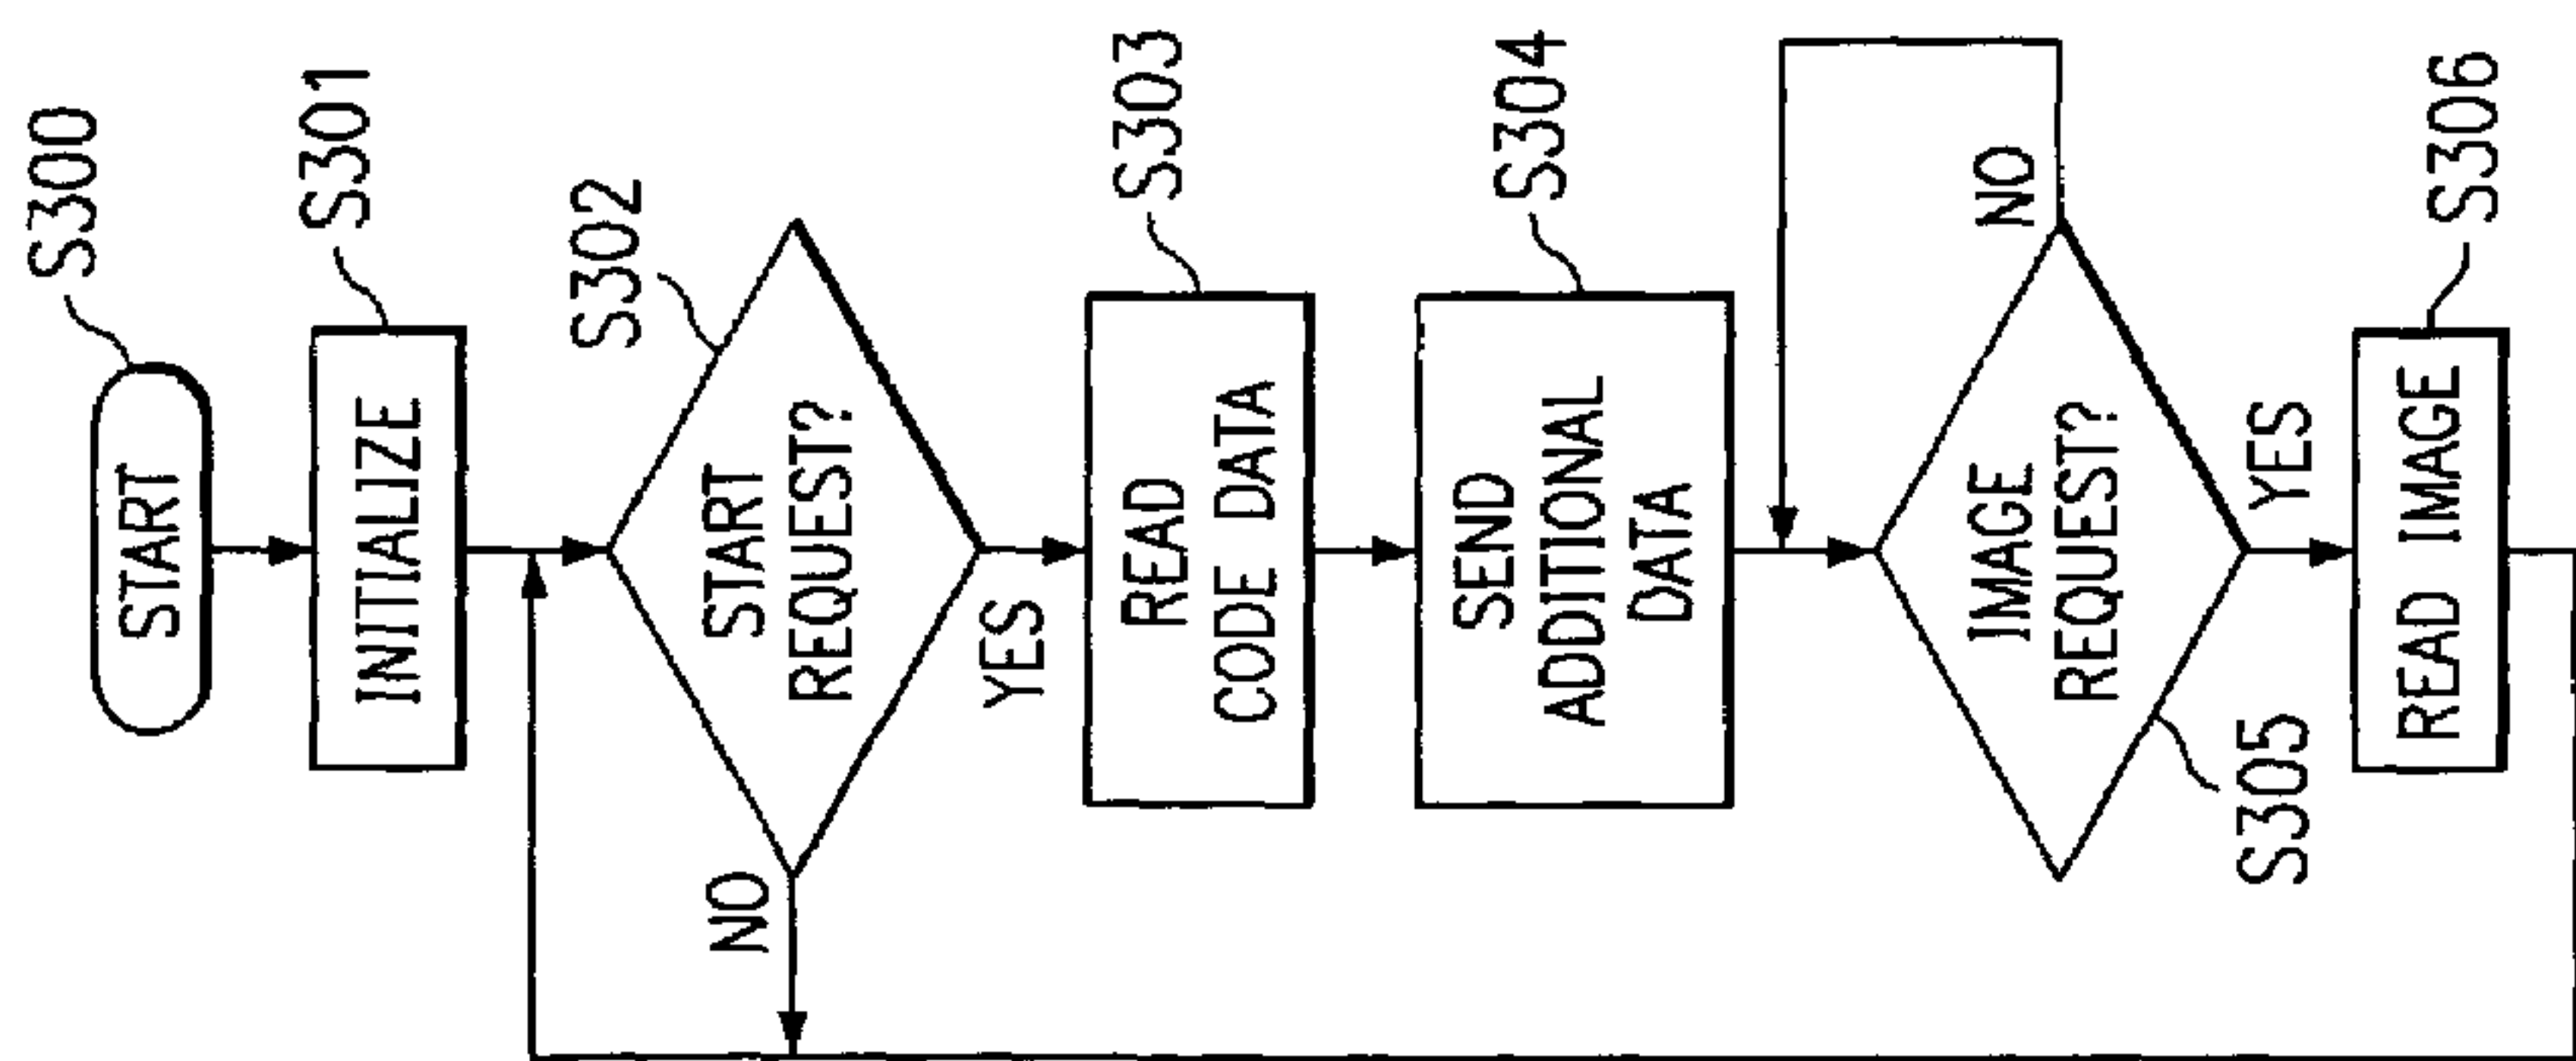 S300
START
S301
INITIALIZE
S302
START
REQUEST?
NO
YES
S303
READ
CODE DATA
S304
SEND
ADDITIONAL
DATA
S305
IMAGE
REQUEST?
NO
YES
S306
READ IMAGE